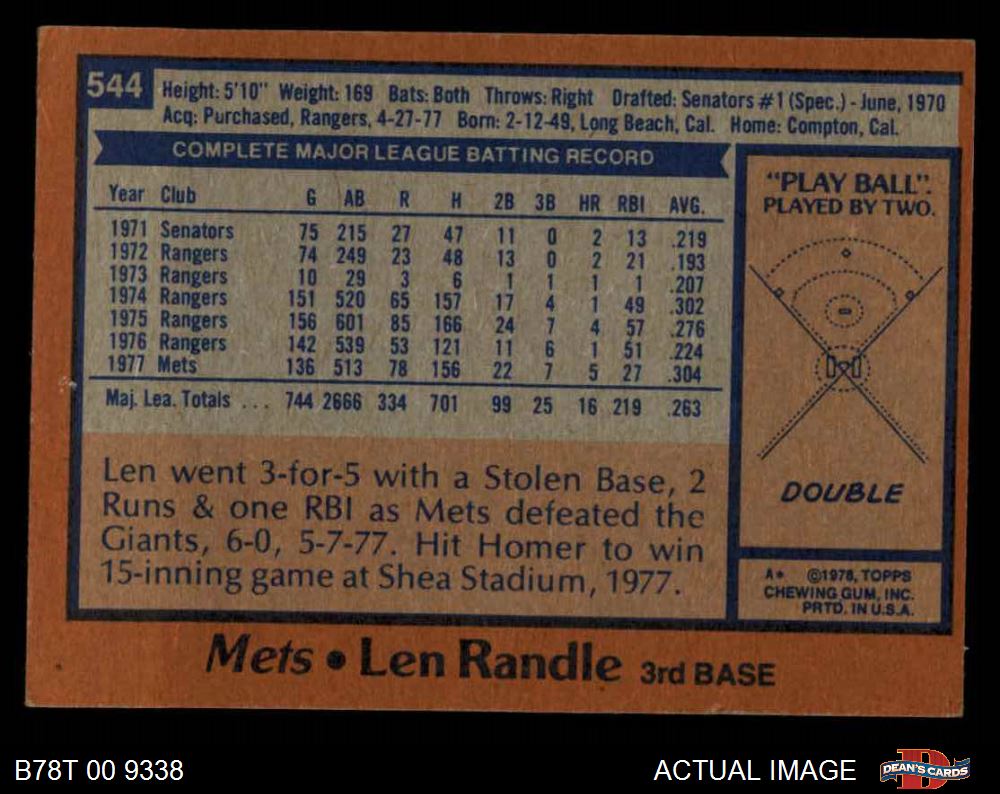 544
Height: 5'10" Weight: 169 Bats: Both Throws: Right Drafted: Senators #1 (Spec.) - June, 1970
Acq: Purchased, Rangers, 4-27-77 Born: 2-12-49, Long Beach, Cal. Home: Compton, Cal.
COMPLETE MAJOR LEAGUE BATTING RECORD
Year Club G AB R H 2B 3B HR RBI AVG.
1971 Senators 75 215 27 47 11 0 2 13 .219
1972 Rangers 74 249 23 48 13 0 2 21 .193
1973 Rangers 10 29 3 6 1 1 1 1 .207
1974 Rangers 151 520 65 157 17 4 1 49 .302
1975 Rangers 156 601 85 166 24 7 4 57 .276
1976 Rangers 142 539 53 121 11 6 1 51 .224
1977 Mets 136 513 78 156 22 7 5 27 .304
Maj. Lea. Totals ... 744 2666 334 701 99 25 16 219 .263
Len went 3-for-5 with a Stolen Base, 2
Runs & one RBI as Mets defeated the
Giants, 6-0, 5-7-77. Hit Homer to win
15-inning game at Shea Stadium, 1977.
"PLAY BALL".
PLAYED BY TWO.
DOUBLE
A* ©1978, TOPPS
CHEWING GUM, INC.
PRTD. IN U.S.A.
Mets • Len Randle 3rd BASE
B78T 00 9338
ACTUAL IMAGE
DEAN'S CARDS